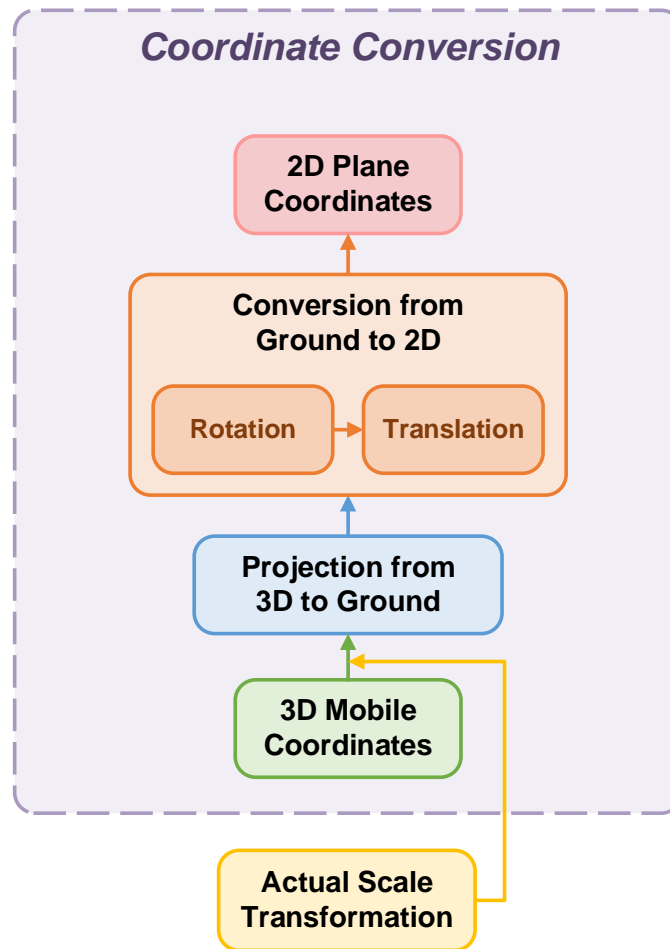 Coordinate Conversion
2D Plane
Coordinates
Conversion from
Ground to 2D
Rotation
Translation
Projection from
3D to Ground
3D Mobile
Coordinates
Actual Scale
Transformation